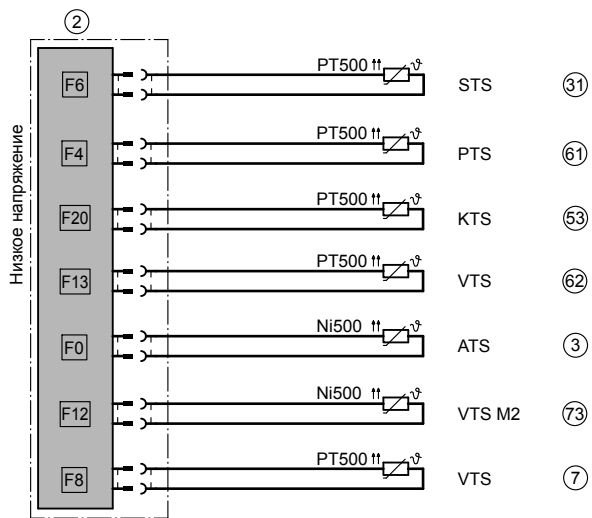 2
Низкое напряжение
F6 PT500 ϑ STS 31
F4 PT500 ϑ PTS 61
F20 PT500 ϑ KTS 53
F13 PT500 ϑ VTS 62
F0 Ni500 ϑ ATS 3
F12 Ni500 ϑ VTS M2 73
F8 PT500 ϑ VTS 7